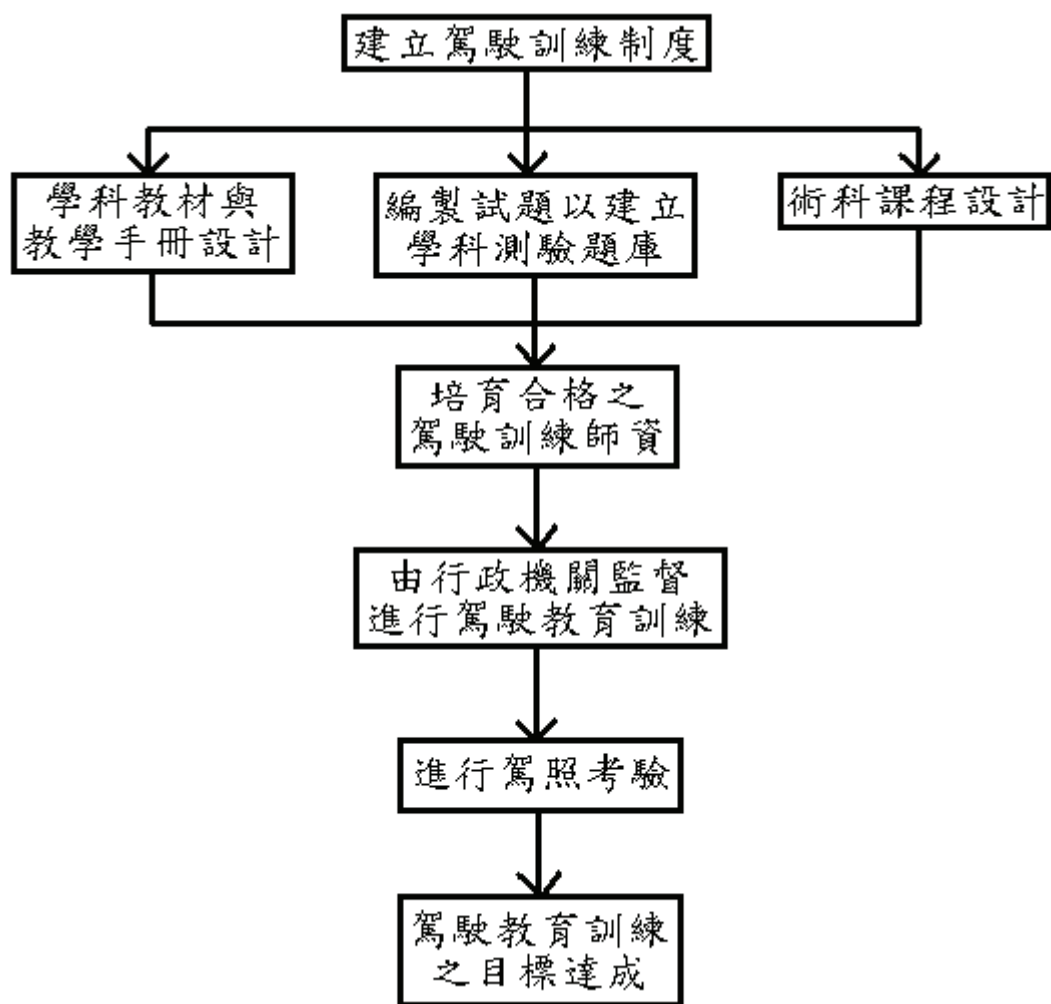 建立駕駛訓練制度
學科教材與
教學手冊設計
編製試題以建立
學科測驗題庫
術科課程設計
培育合格之
駕駛訓練師資
由行政機關監督
進行駕駛教育訓練
進行駕照考驗
駕駛教育訓練
之目標達成